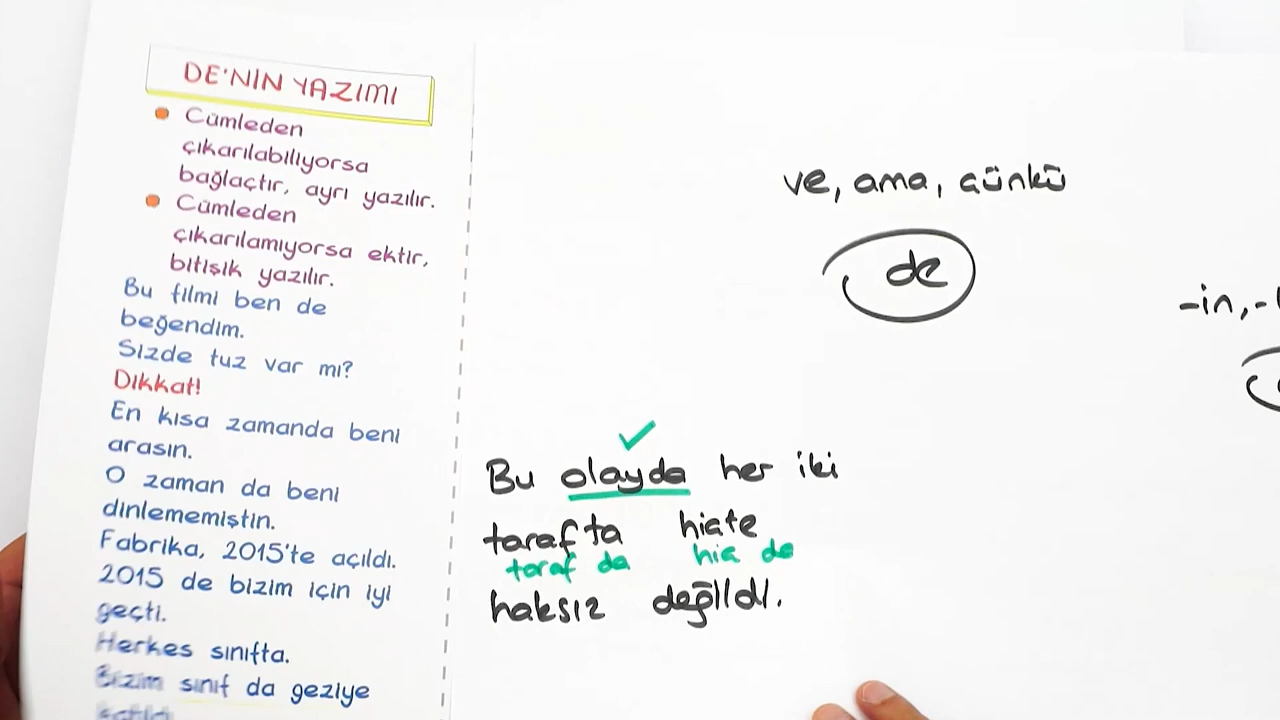 DE'NİN YAZIMI
Cümleden
çıkarılabiliyorsa
bağlaçtır, ayrı yazılır.
Cümleden
çıkarılamıyorsa ektir,
bitişik yazılır.
Bu filmi ben de
beğendim.
Sizde tuz var mı?
Dikkat!
En kısa zamanda beni
arasın.
O zaman da beni
dinlememiştin.
Fabrika, 2015'te açıldı.
2015 de bizim için iyi
geçti.
Herkes sınıfta.
Bizim sınıf da geziye
katıldı
ve, ama, çünkü
de
-in, -
Bu olayda her iki
tarafta hiçte
taraf da hiç de
haksız değildi.